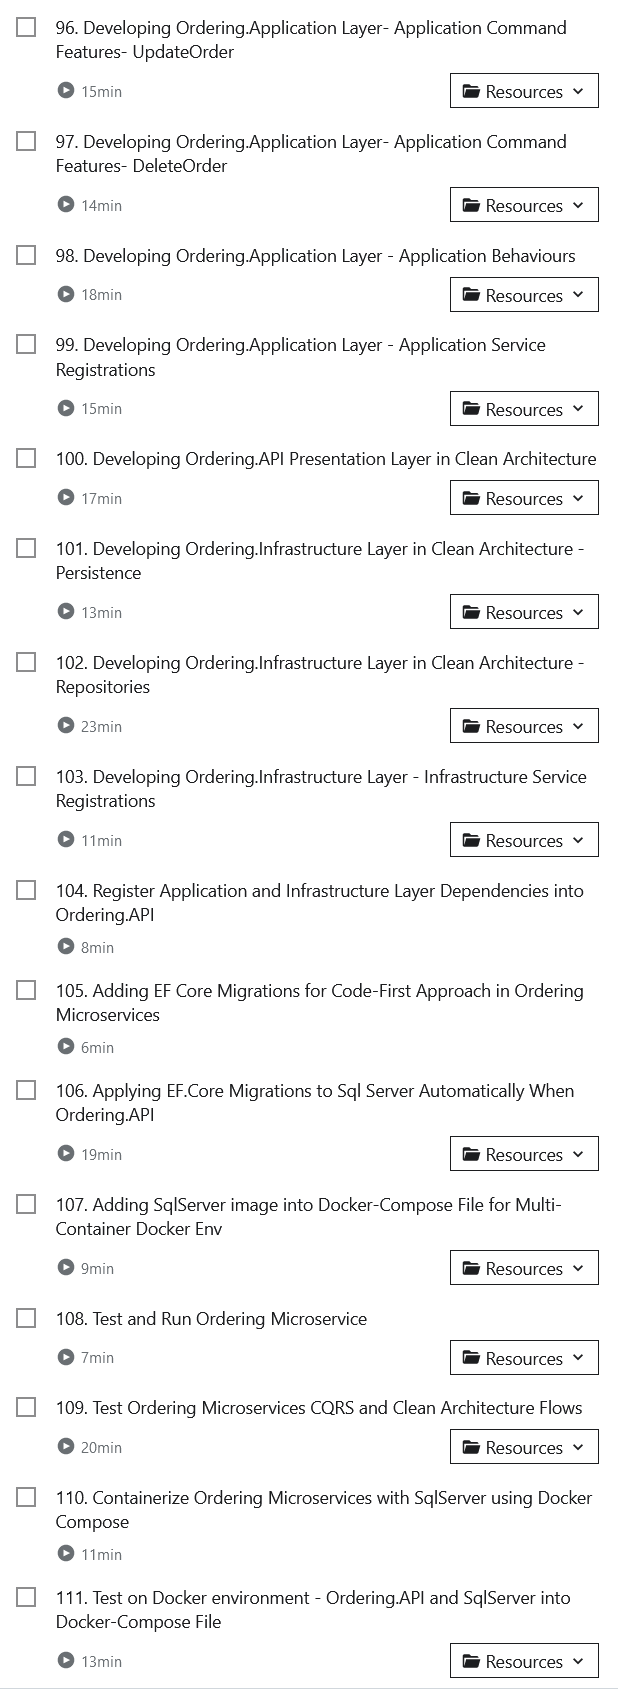 96. Developing Ordering.Application Layer- Application Command
Features- UpdateOrder
15min
Resources
97. Developing Ordering.Application Layer- Application Command
Features- DeleteOrder
14min
Resources
98. Developing Ordering.Application Layer - Application Behaviours
18min
Resources
99. Developing Ordering.Application Layer - Application Service
Registrations
15min
Resources
100. Developing Ordering.API Presentation Layer in Clean Architecture
17min
Resources
101. Developing Ordering.Infrastructure Layer in Clean Architecture -
Persistence
13min
Resources
102. Developing Ordering.Infrastructure Layer in Clean Architecture -
Repositories
23min
Resources
103. Developing Ordering.Infrastructure Layer - Infrastructure Service
Registrations
11min
Resources
104. Register Application and Infrastructure Layer Dependencies into
Ordering.API
8min
105. Adding EF Core Migrations for Code-First Approach in Ordering
Microservices
6min
106. Applying EF.Core Migrations to Sql Server Automatically When
Ordering.API
19min
Resources
107. Adding SqlServer image into Docker-Compose File for Multi-
Container Docker Env
9min
Resources
108. Test and Run Ordering Microservice
7min
Resources
109. Test Ordering Microservices CQRS and Clean Architecture Flows
20min
Resources
110. Containerize Ordering Microservices with SqlServer using Docker
Compose
11min
111. Test on Docker environment - Ordering.API and SqlServer into
Docker-Compose File
13min
Resources